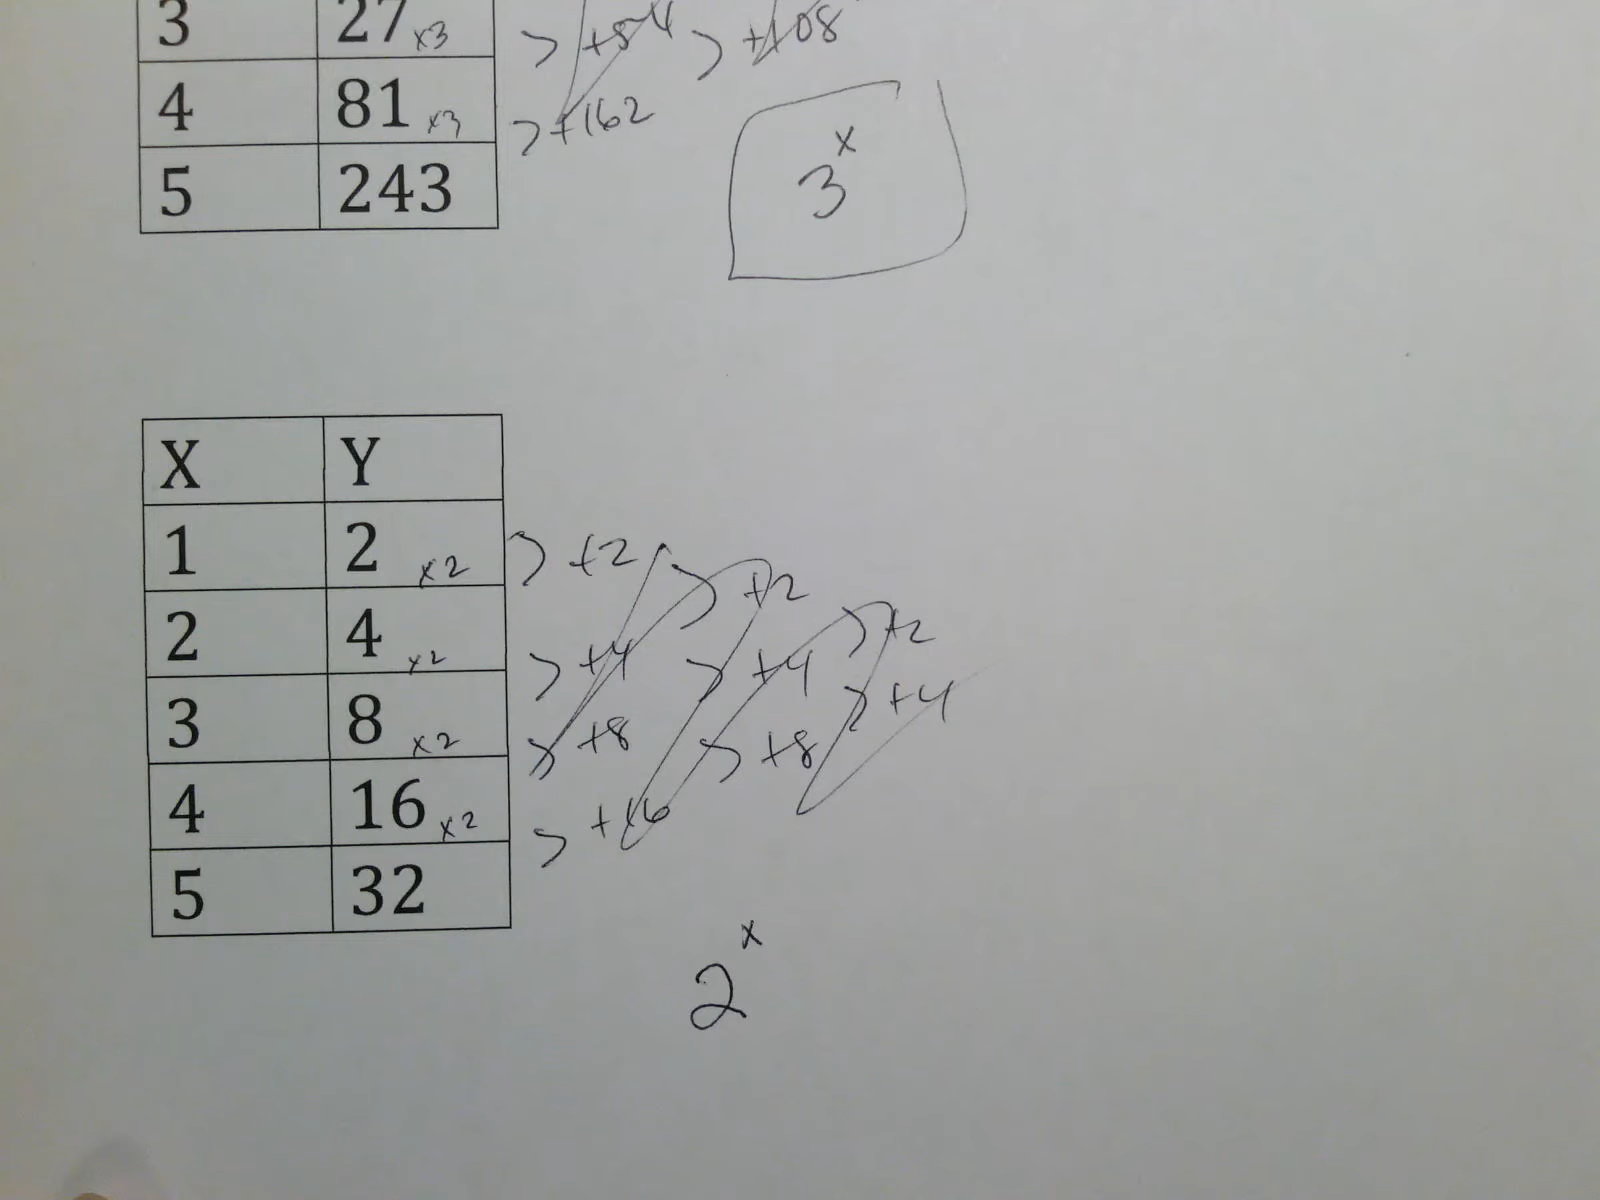 3 27 x3 +54 +108
4 81 x3 +162
5 243
3^x
X Y
1 2 x2 +2
+2
2 4 x2 +4 +4 +2
3 8 x2 +8 +8 +4
4 16 x2 +16
5 32
2^x